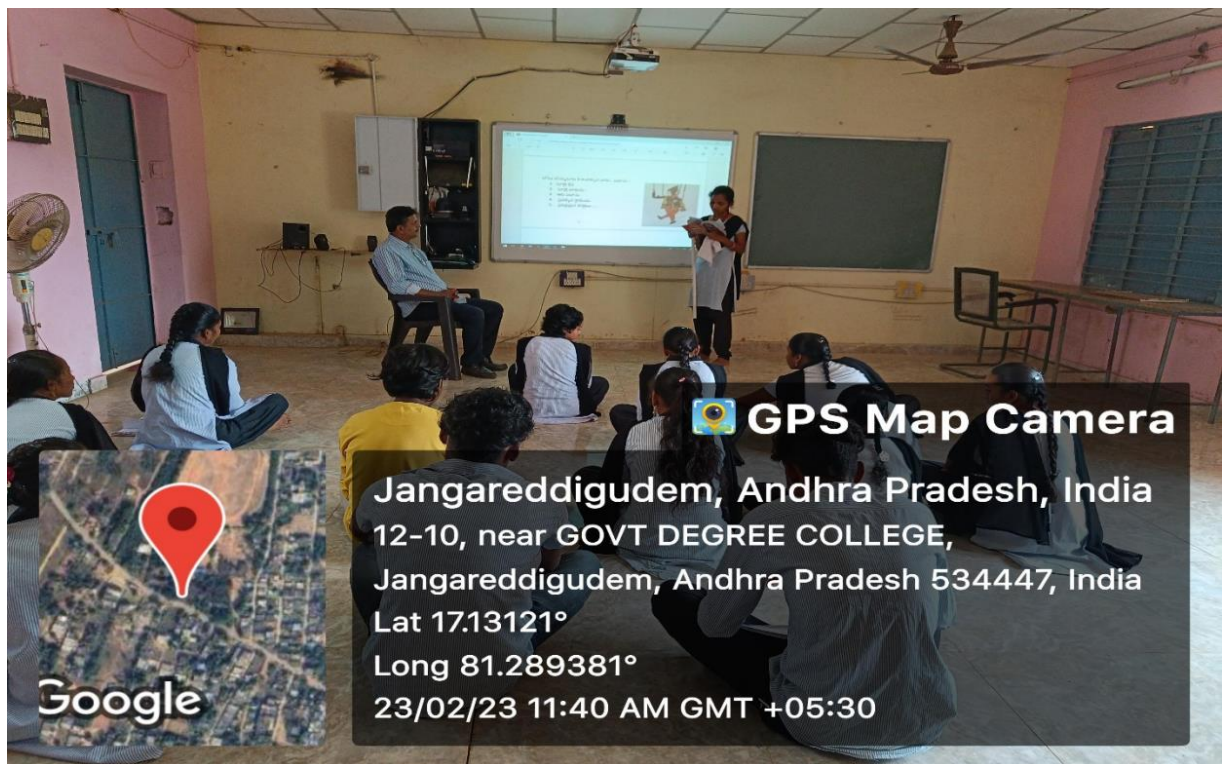 GPS Map Camera
Jangareddigudem, Andhra Pradesh, India
12-10, near GOVT DEGREE COLLEGE,
Jangareddigudem, Andhra Pradesh 534447, India
Lat 17.13121°
Long 81.289381°
23/02/23 11:40 AM GMT +05:30
Google